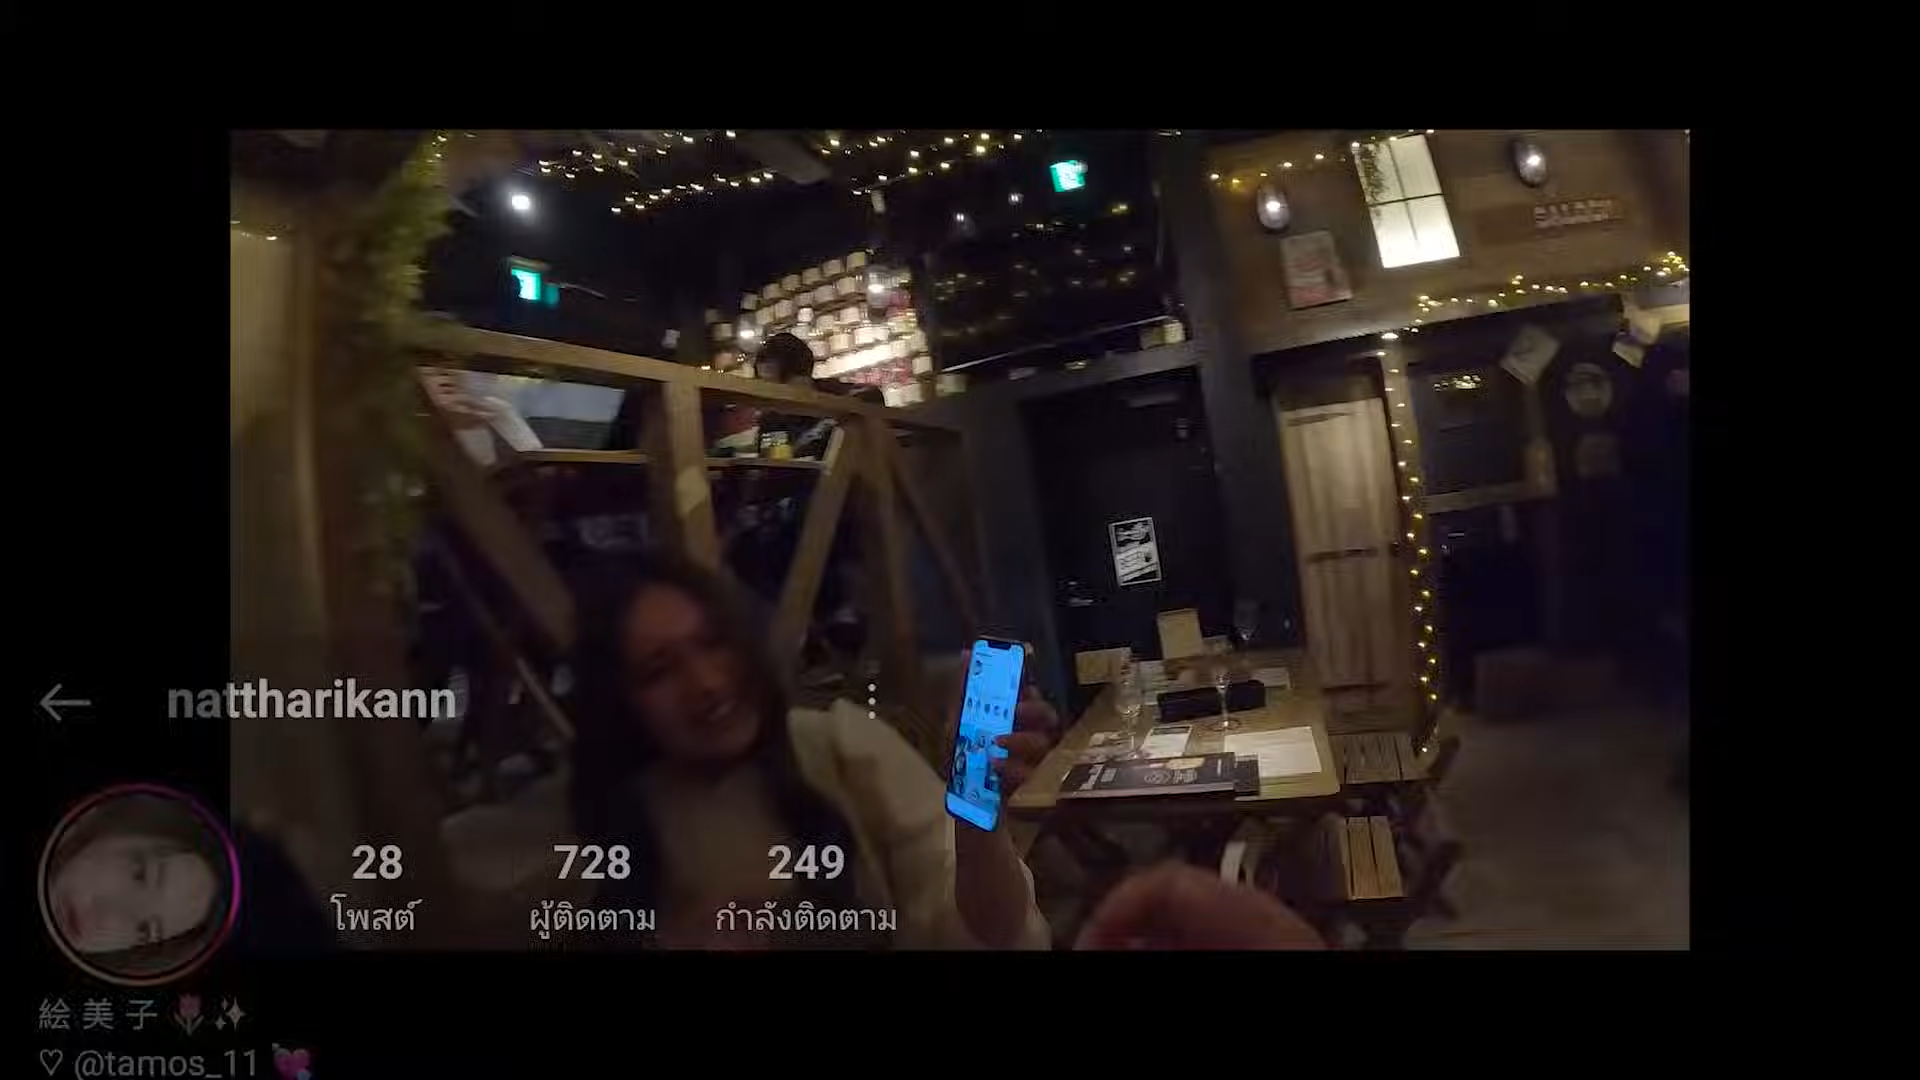 SALOON
nattharikann
28 728 249
โพสต์ ผู้ติดตาม กำลังติดตาม
絵 美 子
♡ @tamos_11